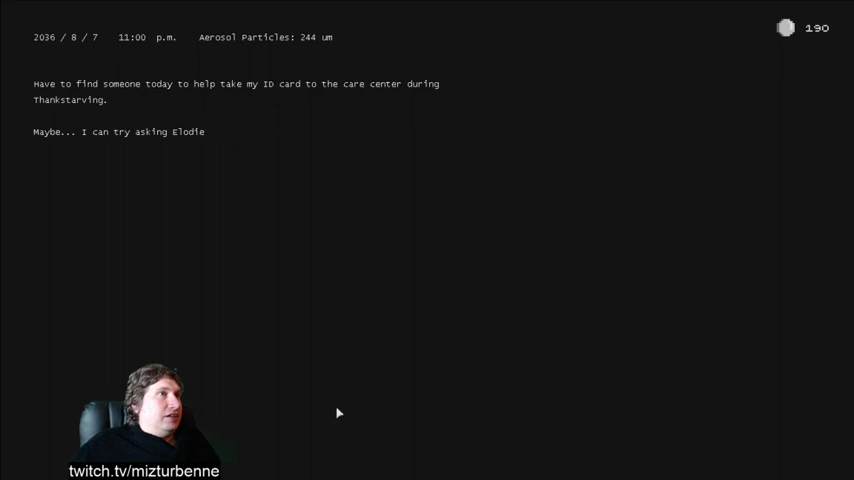 2036 / 8 / 7 11:00 p.m. Aerosol Particles: 244 um
190
Have to find someone today to help take my ID card to the care center during
Thankstarving.
Maybe... I can try asking Elodie
twitch.tv/mizturbenne